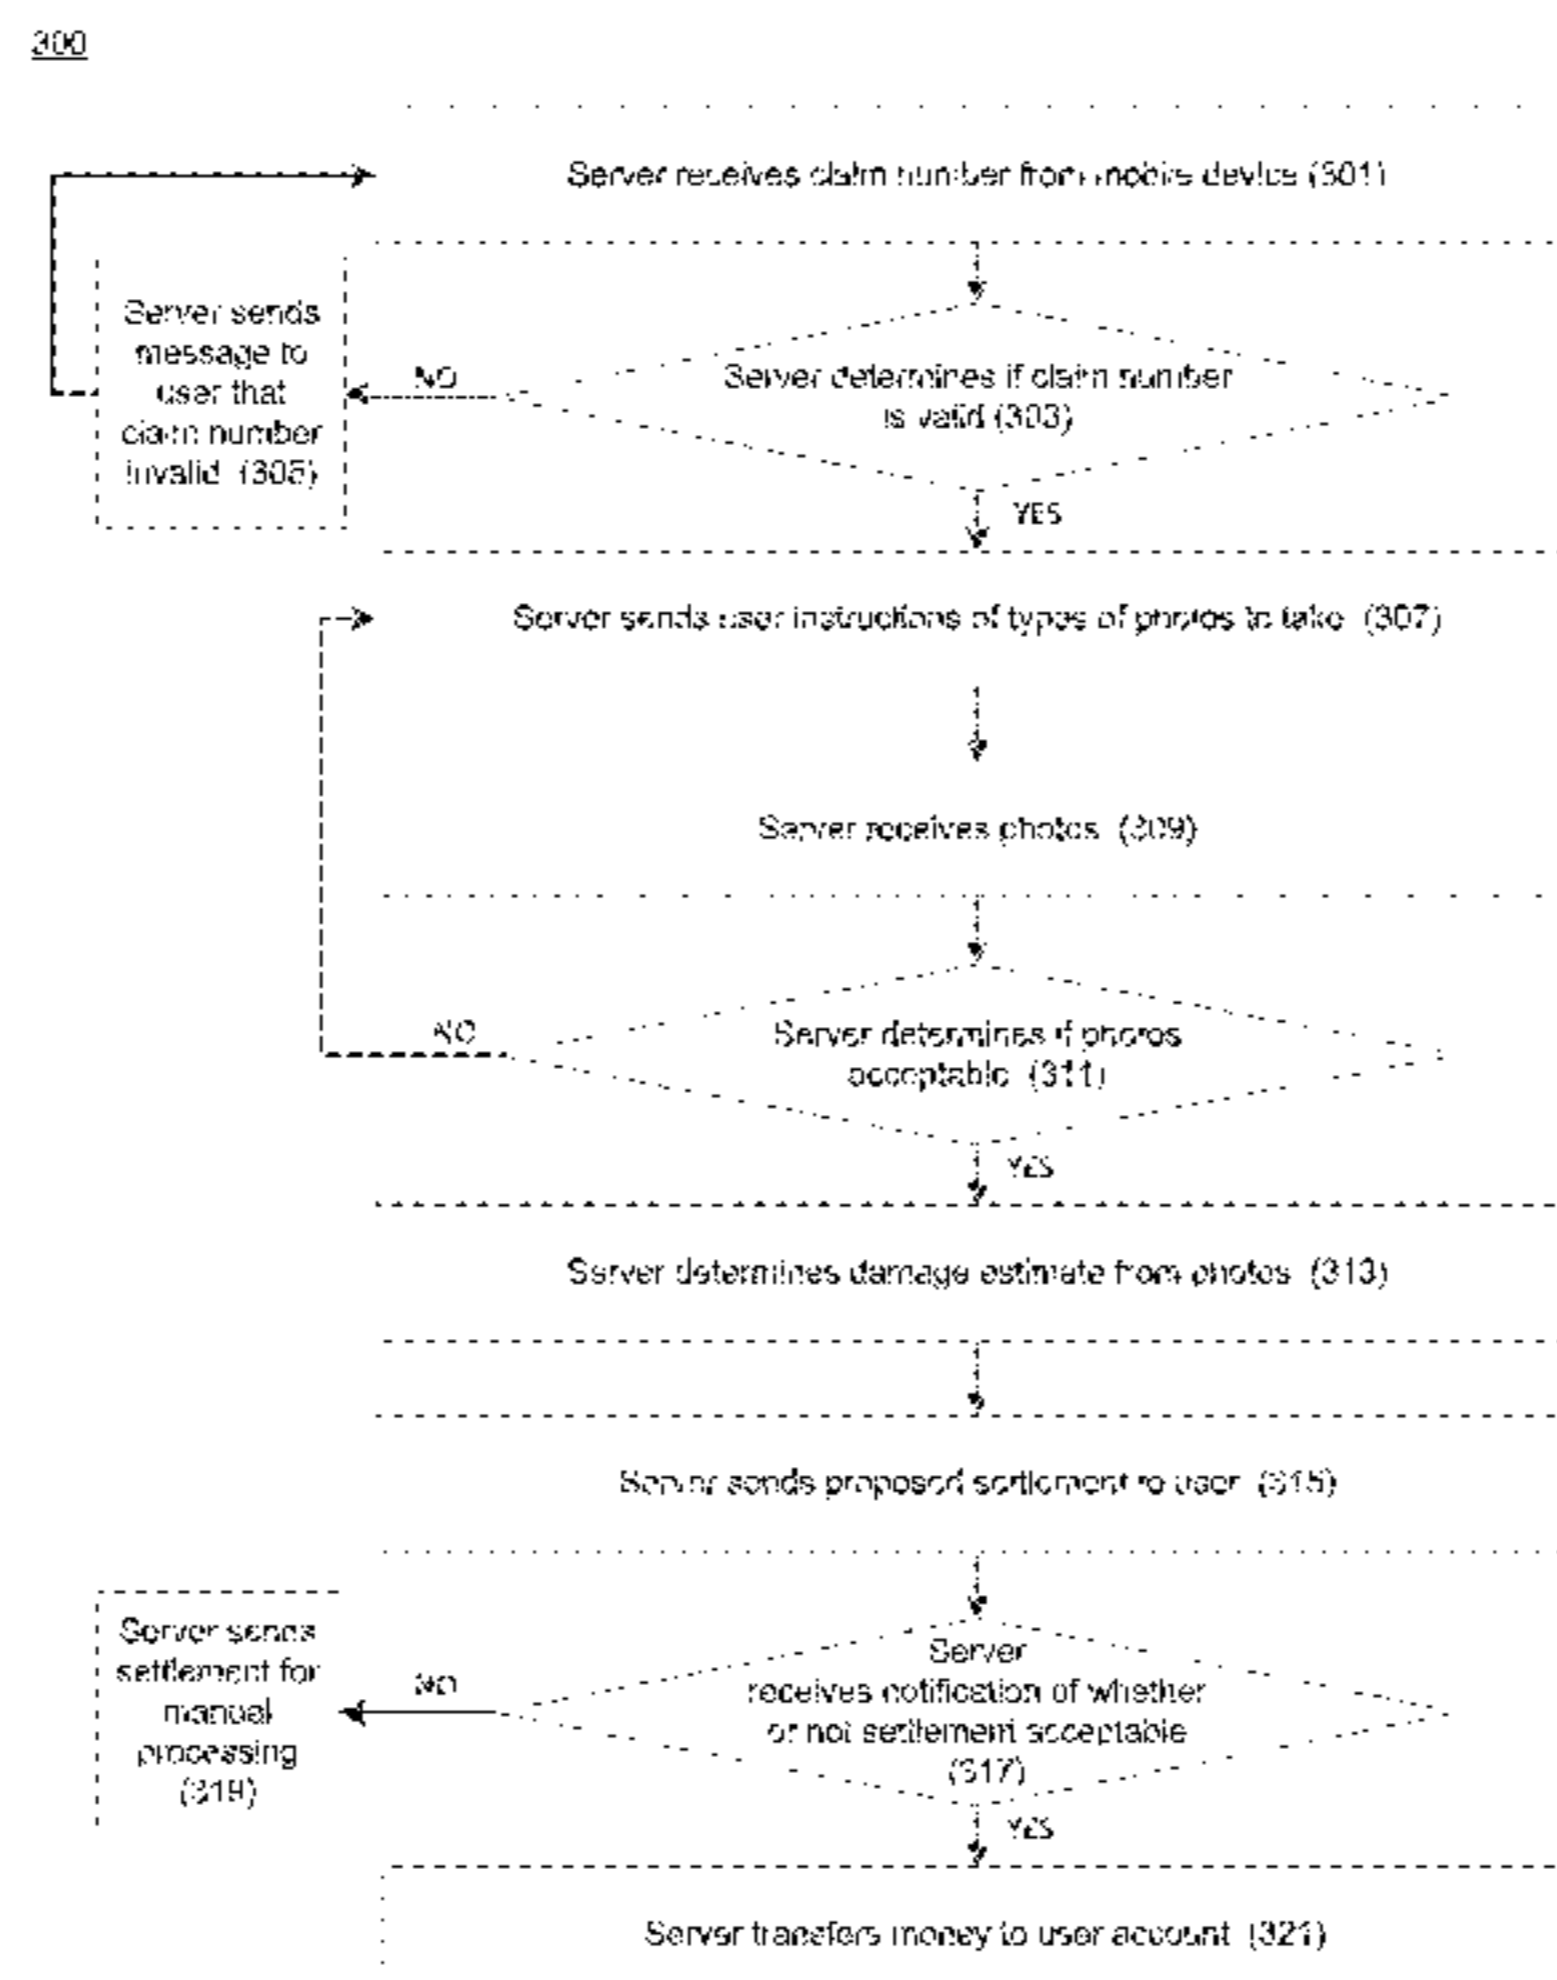 300
Server receives claim number from mobile device (301)
Server sends
message to
user that
claim number
invalid (305)
NO
Server determines if claim number
is valid (303)
YES
Server sends user instructions of types of photos to take (307)
Server receives photos (309)
NO
Server determines if photos
acceptable (311)
YES
Server determines damage estimate from photos (313)
Server sends proposed settlement to user (315)
Server sends
settlement for
manual
processing
(319)
NO
Server
receives notification of whether
or not settlement acceptable
(317)
YES
Server transfers money to user account (321)